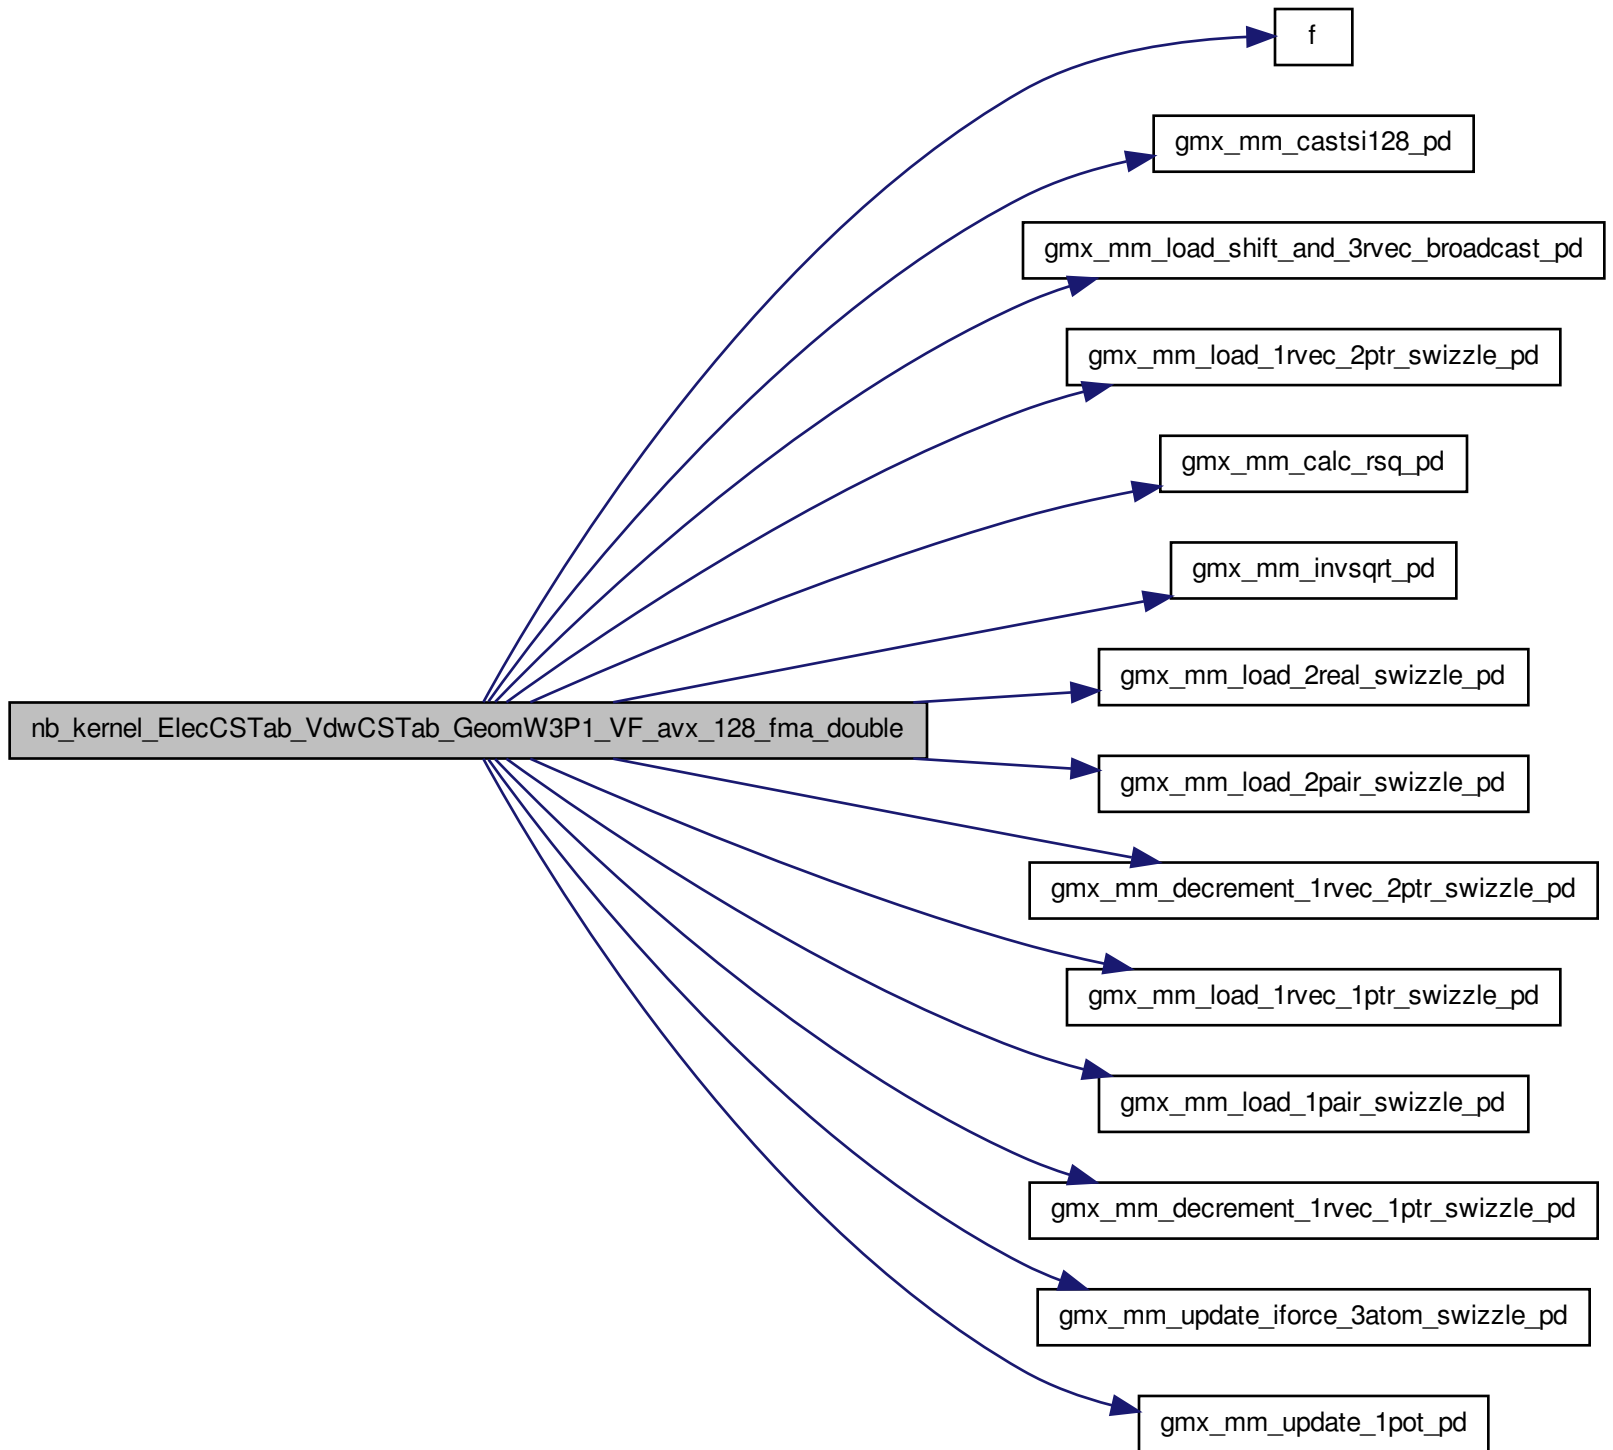 f
gmx_mm_castsi128_pd
gmx_mm_load_shift_and_3rvec_broadcast_pd
gmx_mm_load_1rvec_2ptr_swizzle_pd
gmx_mm_calc_rsq_pd
gmx_mm_invsqrt_pd
gmx_mm_load_2real_swizzle_pd
nb_kernel_ElecCSTab_VdwCSTab_GeomW3P1_VF_avx_128_fma_double
gmx_mm_load_2pair_swizzle_pd
gmx_mm_decrement_1rvec_2ptr_swizzle_pd
gmx_mm_load_1rvec_1ptr_swizzle_pd
gmx_mm_load_1pair_swizzle_pd
gmx_mm_decrement_1rvec_1ptr_swizzle_pd
gmx_mm_update_iforce_3atom_swizzle_pd
gmx_mm_update_1pot_pd